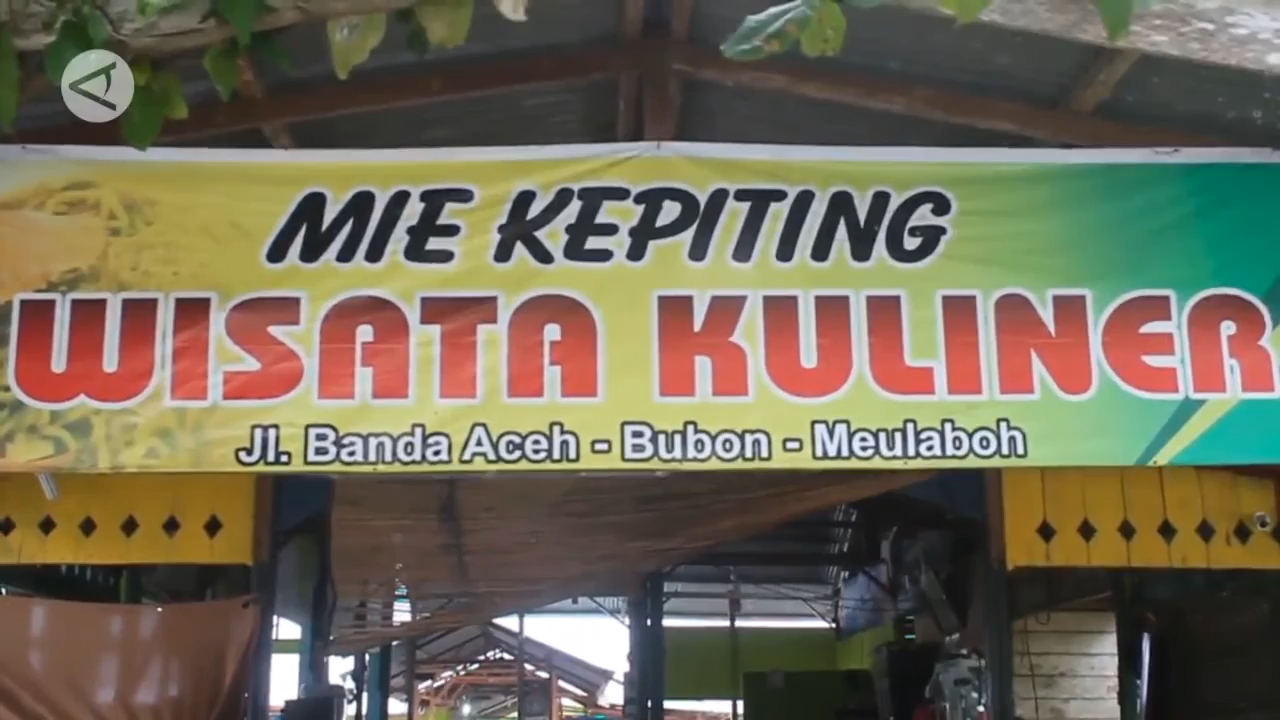 MIE KEPITING
WISATA KULINER
Jl. Banda Aceh - Bubon - Meulaboh